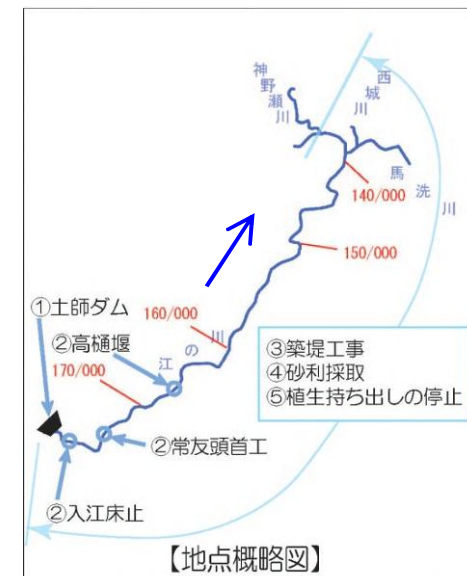 神野瀬川
西城川
馬洗川
140/000
150/000
160/000
江の川
170/000
①土師ダム
②高樋堰
②常友頭首工
②入江床止
③築堤工事
④砂利採取
⑤植生持ち出しの停止
【地点概略図】